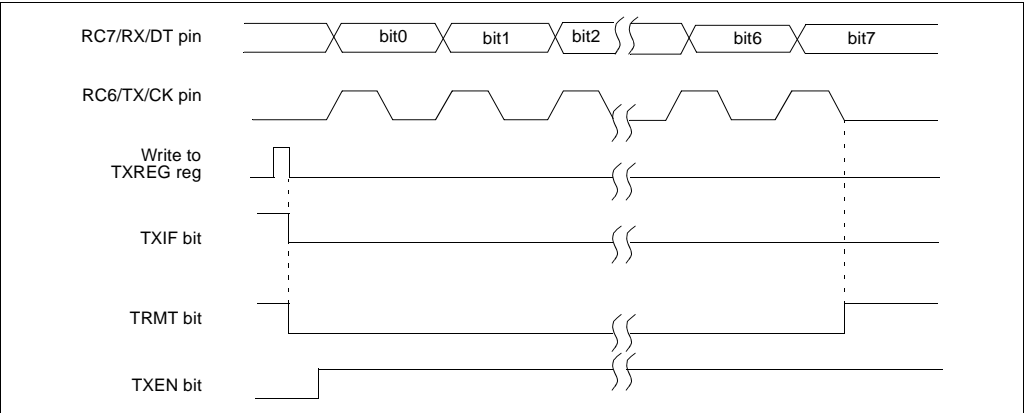 RC7/RX/DT pin
bit0 bit1 bit2 bit6 bit7
RC6/TX/CK pin
Write to
TXREG reg
TXIF bit
TRMT bit
TXEN bit